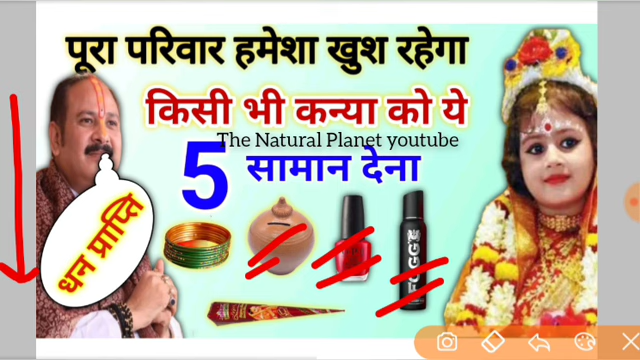 पूरा परिवार हमेशा खुश रहेगा
किसी भी कन्या को ये
The Natural Planet youtube
5 सामान देना
धन प्राप्ति
FOGG